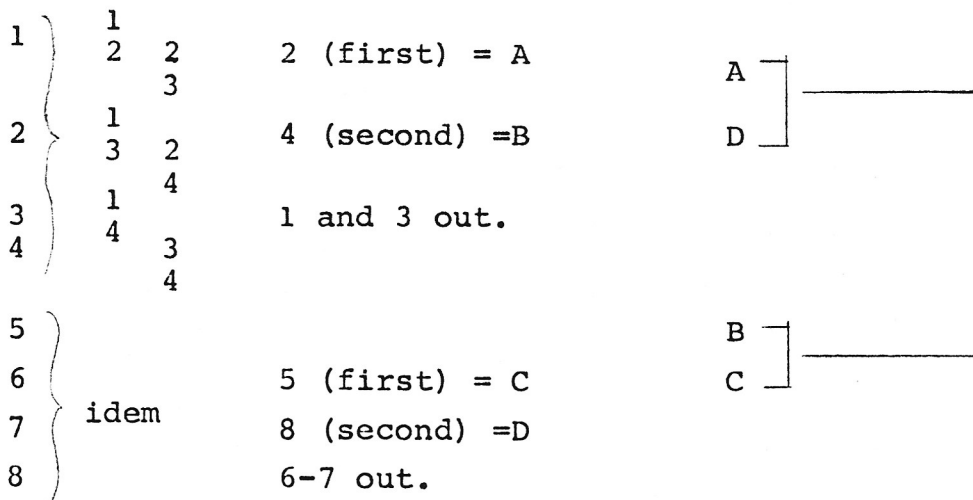 1
1
2 2 2 (first) = A
3
A
2
1
3 2 4 (second) =B
D
4
3
1
4 1 and 3 out.
4
3
4
5
B
6 5 (first) = C
C
7 idem 8 (second) =D
8 6-7 out.